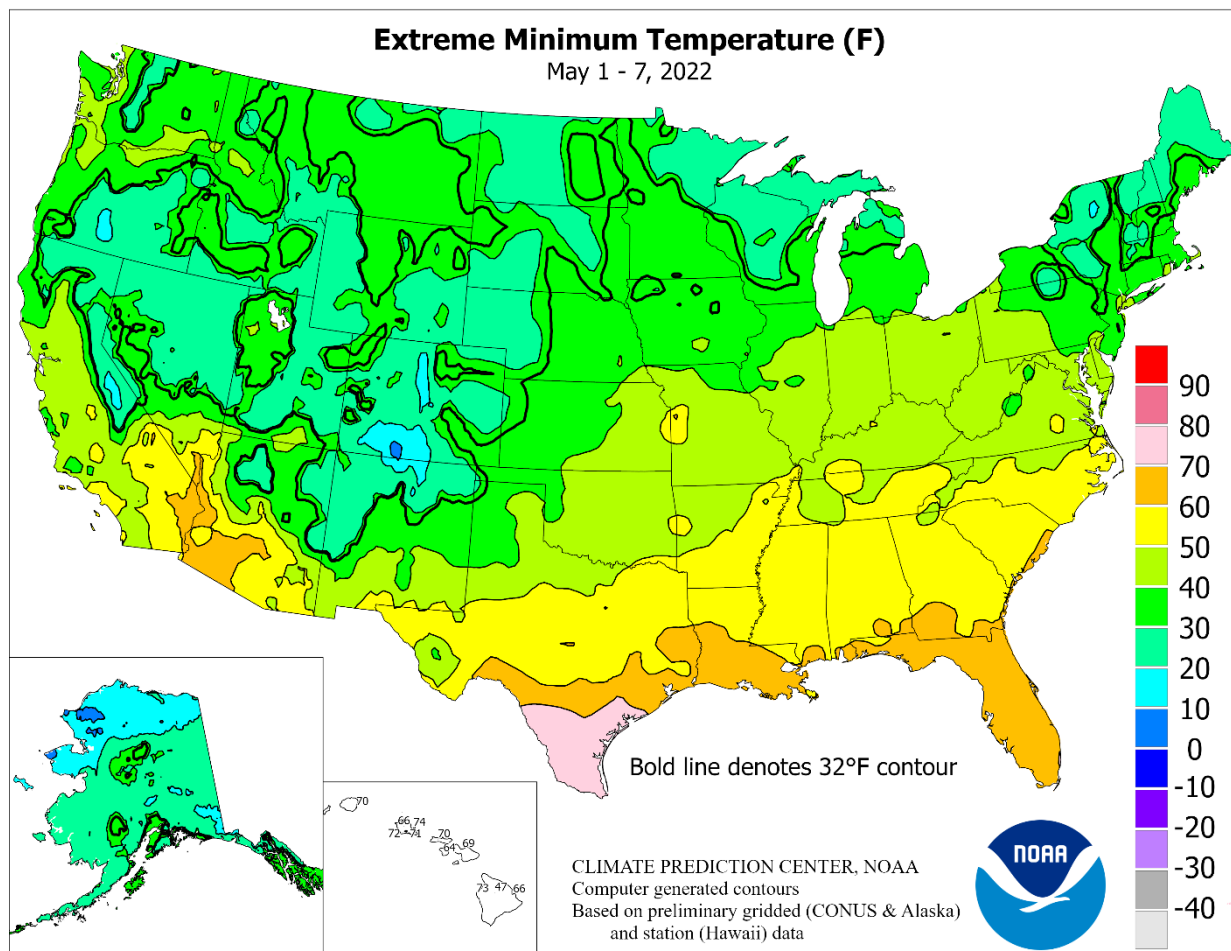 Extreme Minimum Temperature (F)
May 1 - 7, 2022
90
80
70
60
50
40
30
20
10
0
-10
-20
-30
-40
Bold line denotes 32°F contour
70
66 74
72 74
70
64 69
73 47 66
CLIMATE PREDICTION CENTER, NOAA
Computer generated contours
Based on preliminary gridded (CONUS & Alaska)
and station (Hawaii) data
NOAA